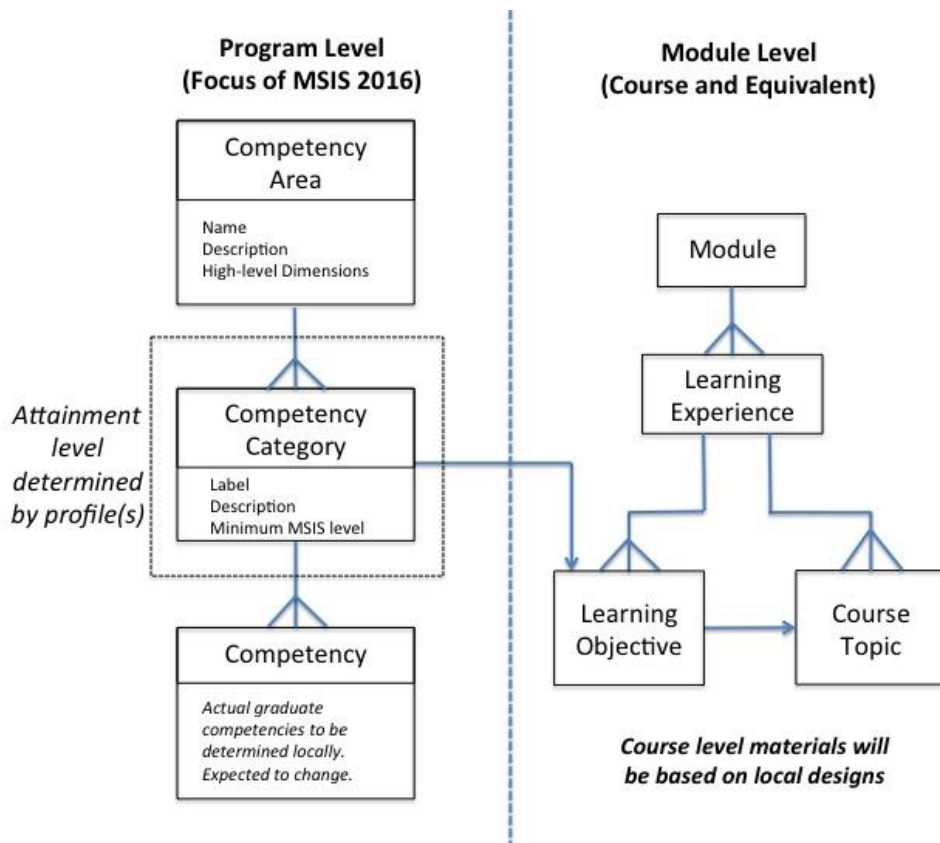 Program Level
(Focus of MSIS 2016)
Competency
Area
Name
Description
High-level Dimensions
Attainment
level
determined
by profile(s)
Competency
Category
Label
Description
Minimum MSIS level
Competency
Actual graduate
competencies to be
determined locally.
Expected to change.
Module Level
(Course and Equivalent)
Module
Learning
Experience
Learning
Objective
Course
Topic
Course level materials will
be based on local designs